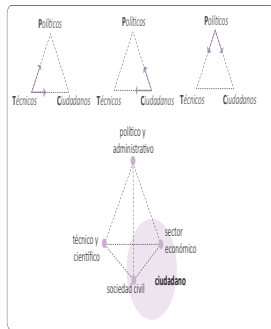 Políticos
Políticos
Políticos
Técnicos
Ciudadanos
Técnicos
Ciudadanos
Técnicos
Ciudadanos
político y
administrativo
técnico y
científico
sector
económico
sociedad civil
ciudadano